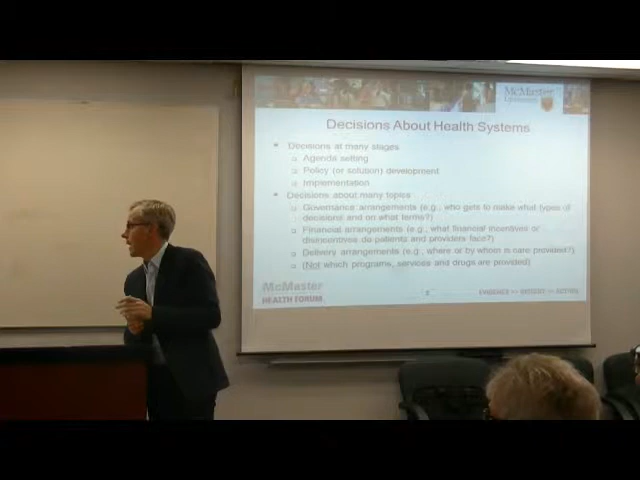 McMaster
University
Decisions About Health Systems
• Decisions at many stages
Agenda setting
Policy (or solution) development
Implementation
• Decisions about many topics
Governance arrangements (e.g., who gets to make what types of
decisions and on what terms?)
Financial arrangements (e.g., what financial incentives or
disincentives do patients and providers face?)
Delivery arrangements (e.g., where or by whom is care provided?)
(Not which programs, services and drugs are provided)
McMaster
HEALTH FORUM